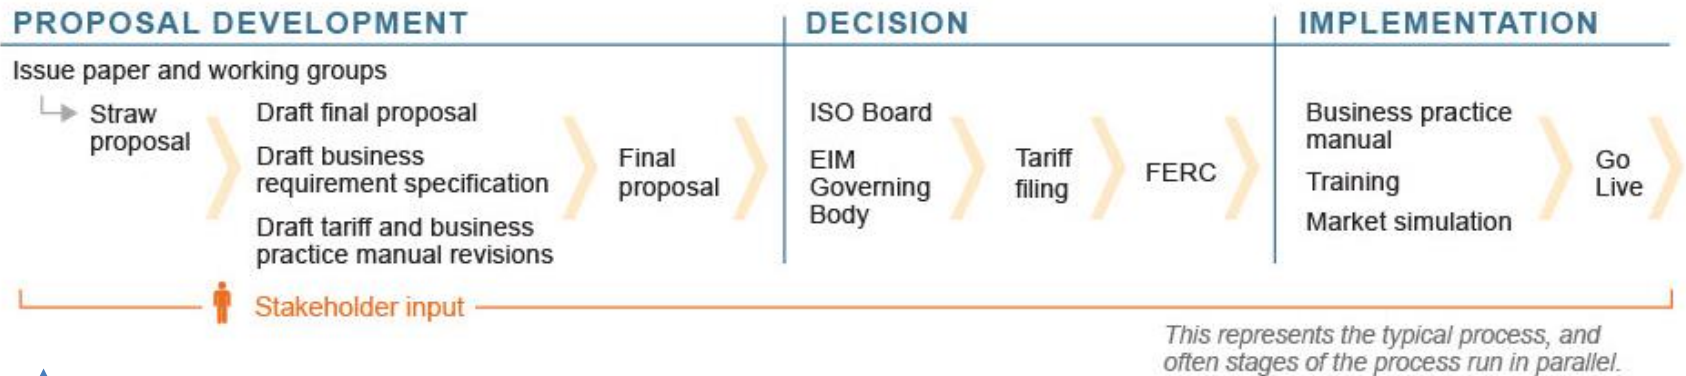 PROPOSAL DEVELOPMENT
DECISION
IMPLEMENTATION
Issue paper and working groups
Straw
proposal
Draft final proposal
Draft business
requirement specification
Draft tariff and business
practice manual revisions
Final
proposal
ISO Board
EIM
Governing
Body
Tariff
filing
FERC
Business practice
manual
Training
Market simulation
Go
Live
Stakeholder input
This represents the typical process, and
often stages of the process run in parallel.